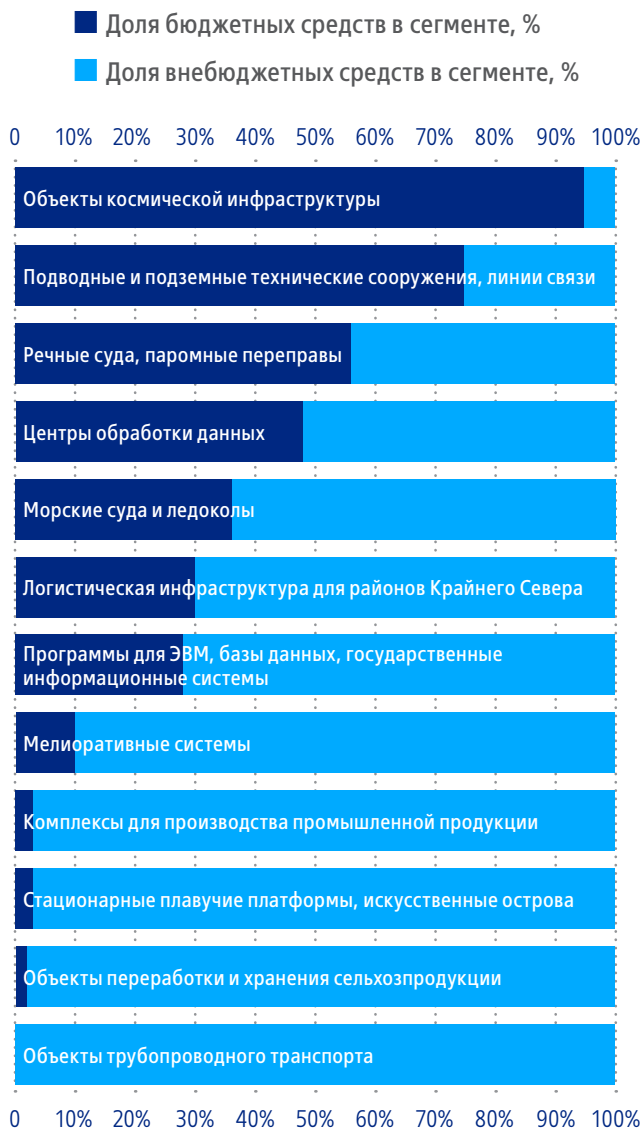 Доля бюджетных средств в сегменте, %
Доля внебюджетных средств в сегменте, %
0 10% 20% 30% 40% 50% 60% 70% 80% 90% 100%
Объекты космической инфраструктуры
Подводные и подземные технические сооружения, линии связи
Речные суда, паромные переправы
Центры обработки данных
Морские суда и ледоколы
Логистическая инфраструктура для районов Крайнего Севера
Программы для ЭВМ, базы данных, государственные
информационные системы
Мелиоративные системы
Комплексы для производства промышленной продукции
Стационарные плавучие платформы, искусственные острова
Объекты переработки и хранения сельхозпродукции
Объекты трубопроводного транспорта
0 10% 20% 30% 40% 50% 60% 70% 80% 90% 100%